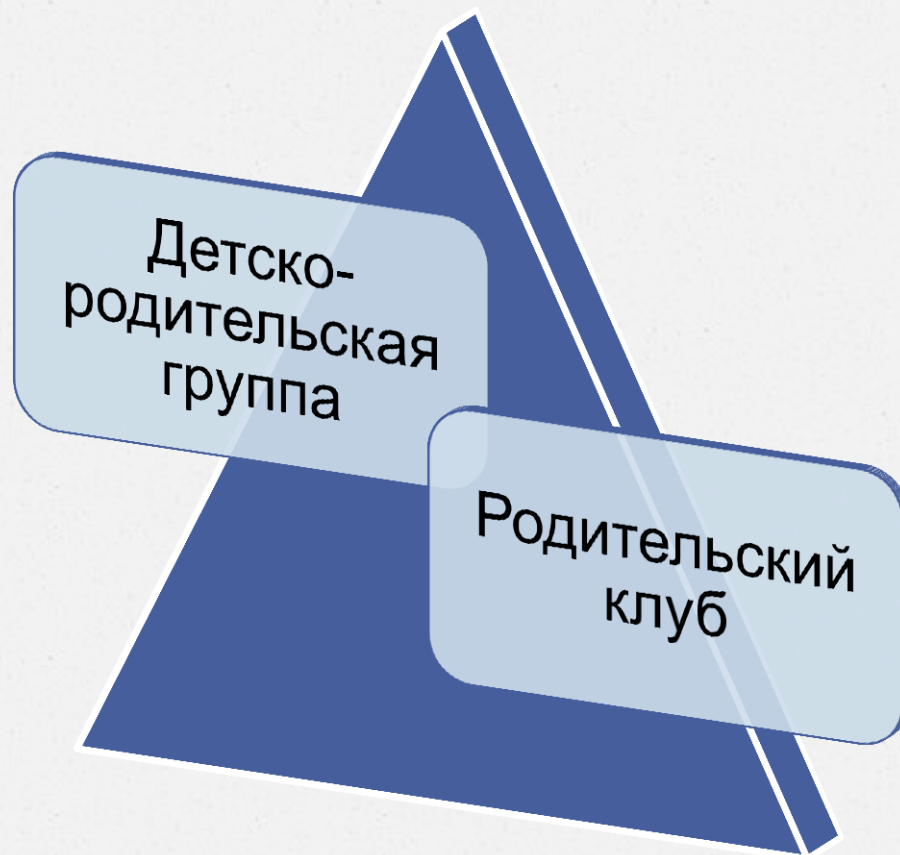 Детско-
родительская
группа
Родительский
клуб